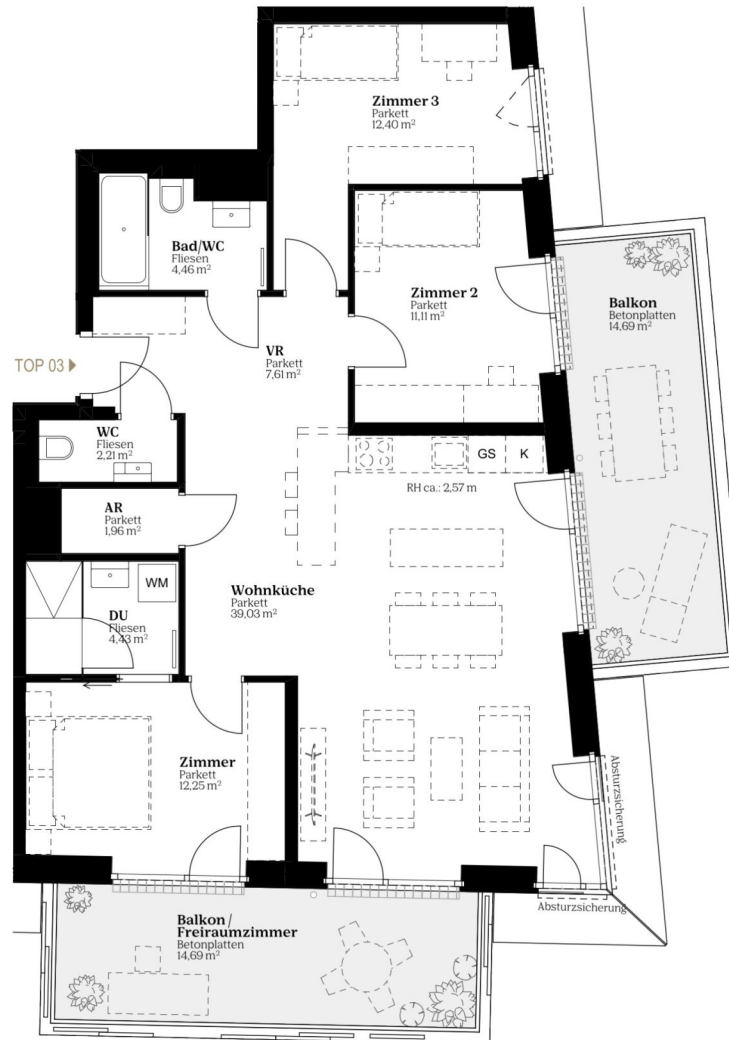 Zimmer 3
Parkett
12,40 m²
Bad/WC
Fliesen
4,46 m²
Zimmer 2
Parkett
11,11 m²
Balkon
Betonplatten
14,69 m²
VR
Parkett
7,61 m²
TOP 03
WC
Fliesen
2,21 m²
GS
K
RH ca.: 2,57 m
AR
Parkett
1,96 m²
WM
DU
Fliesen
4,43 m²
Wohnküche
Parkett
39,03 m²
Zimmer
Parkett
12,25 m²
Absturzsicherung
Absturzsicherung
Balkon /
Freiraumzimmer
Betonplatten
14,69 m²